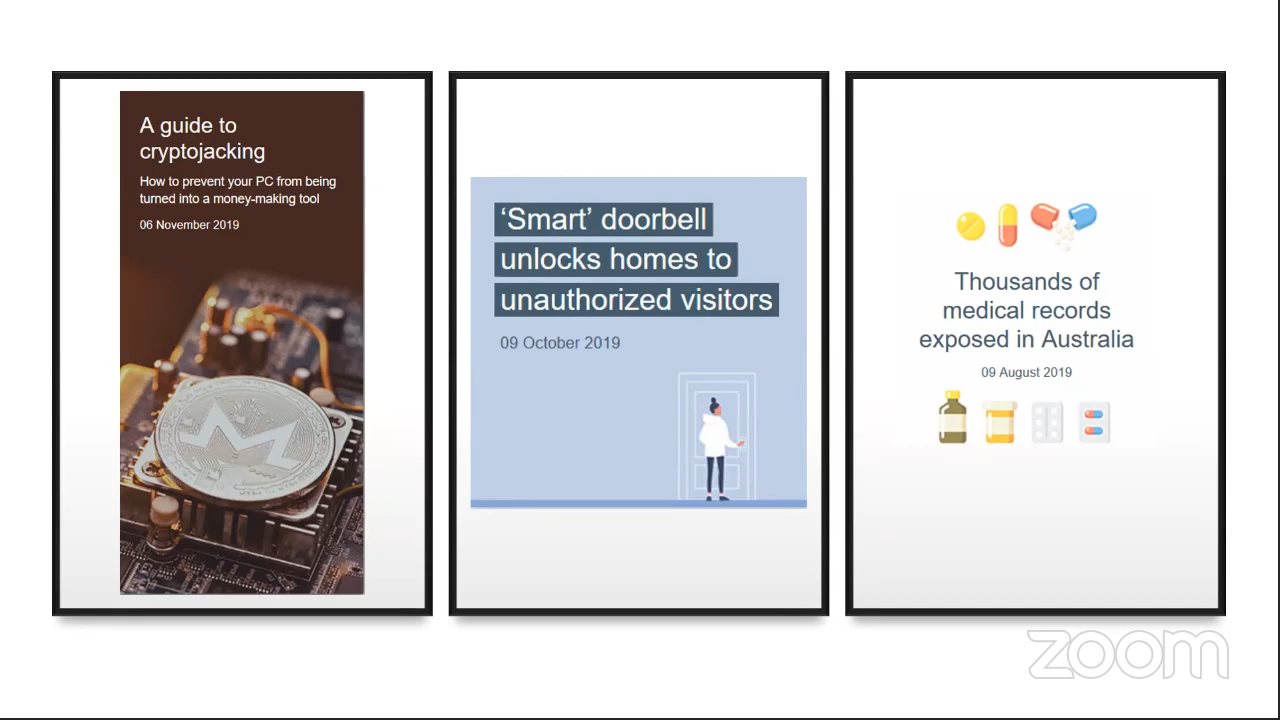 A guide to
cryptojacking
How to prevent your PC from being
turned into a money-making tool
06 November 2019
‘Smart’ doorbell
unlocks homes to
unauthorized visitors
09 October 2019
Thousands of
medical records
exposed in Australia
09 August 2019
zoom